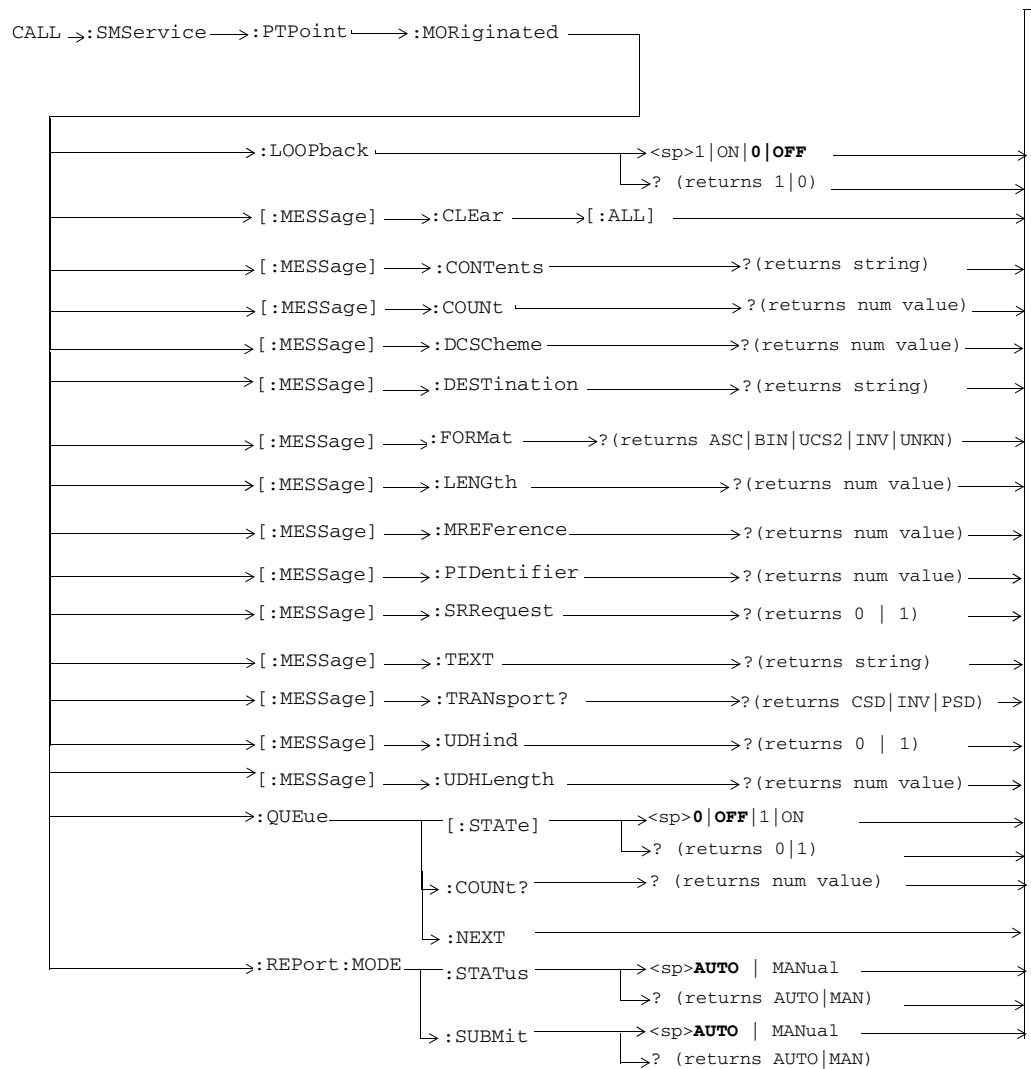 CALL :SMService :PTPoint :MORiginated
:LOOPback <sp>1|ON|0|OFF
? (returns 1|0)
[:MESSage] :CLEar [:ALL]
[:MESSage] :CONTents ?(returns string)
[:MESSage] :COUNt ?(returns num value)
[:MESSage] :DCSCheme ?(returns num value)
[:MESSage] :DESTination ?(returns string)
[:MESSage] :FORMat ?(returns ASC|BIN|UCS2|INV|UNKN)
[:MESSage] :LENGth ?(returns num value)
[:MESSage] :MREFerence ?(returns num value)
[:MESSage] :PIDentifier ?(returns num value)
[:MESSage] :SRRequest ?(returns 0 | 1)
[:MESSage] :TEXT ?(returns string)
[:MESSage] :TRANsport? ?(returns CSD|INV|PSD)
[:MESSage] :UDHind ?(returns 0 | 1)
[:MESSage] :UDHLength ?(returns num value)
:QUEue [:STATe] <sp>0|OFF|1|ON
? (returns 0|1)
:COUNt? ? (returns num value)
:NEXT
:REPort:MODE :STATus <sp>AUTO | MANual
? (returns AUTO|MAN)
:SUBMit <sp>AUTO | MANual
? (returns AUTO|MAN)